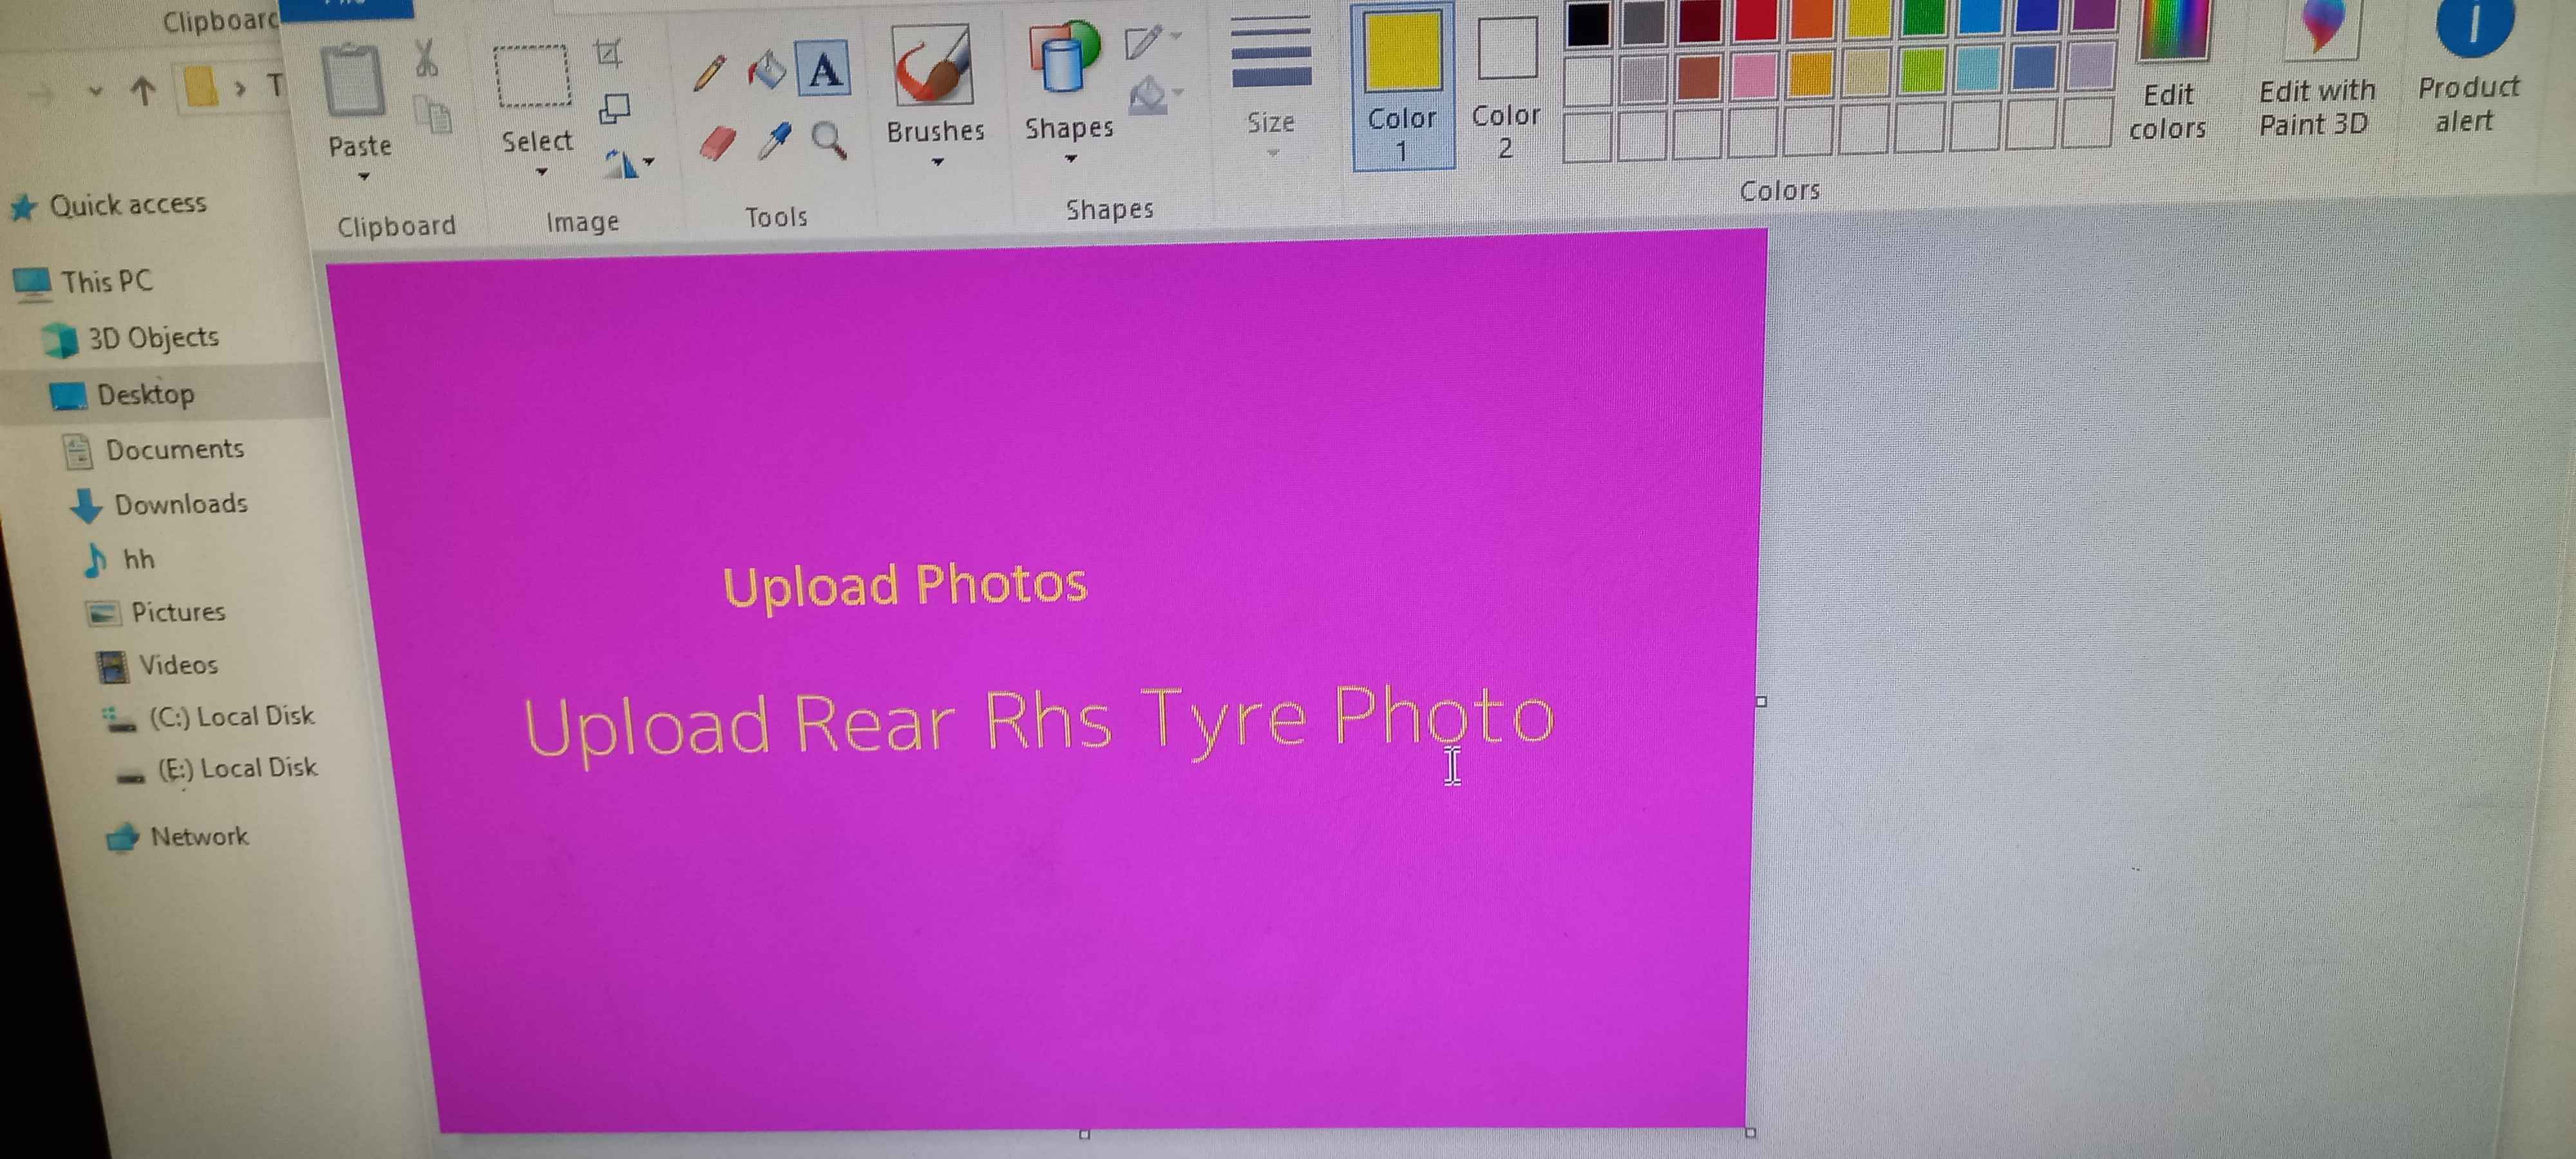 Clipboard
T
Paste
Select
Brushes
Shapes
Size
Color
1
Color
2
Edit
colors
Edit with
Paint 3D
Product
alert
Clipboard
Image
Tools
Shapes
Colors
Quick access
This PC
3D Objects
Desktop
Documents
Downloads
hh
Pictures
Videos
(C:) Local Disk
(E:) Local Disk
Network
Upload Photos
Upload Rear Rhs Tyre Photo